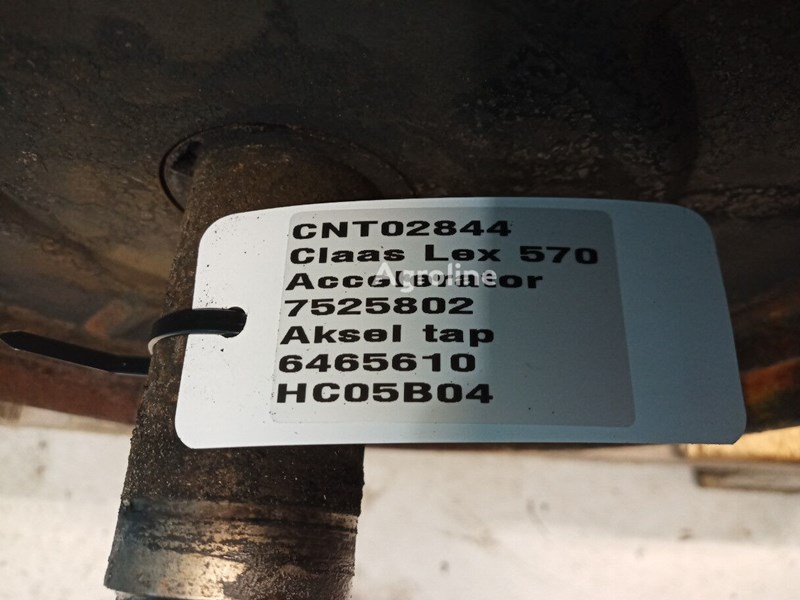 CNT02844
Claas Lex 570
Accelerator
7525802
Aksel tap
6465610
HC05B04
Agroline